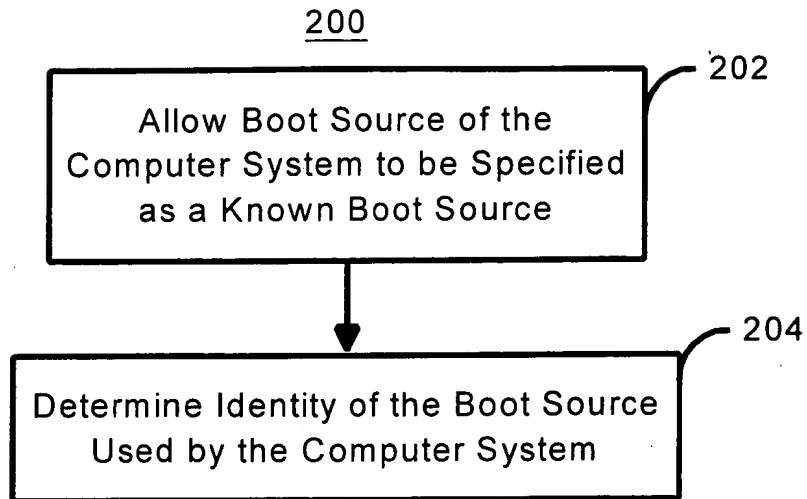 200
202
Allow Boot Source of the
Computer System to be Specified
as a Known Boot Source
204
Determine Identity of the Boot Source
Used by the Computer System